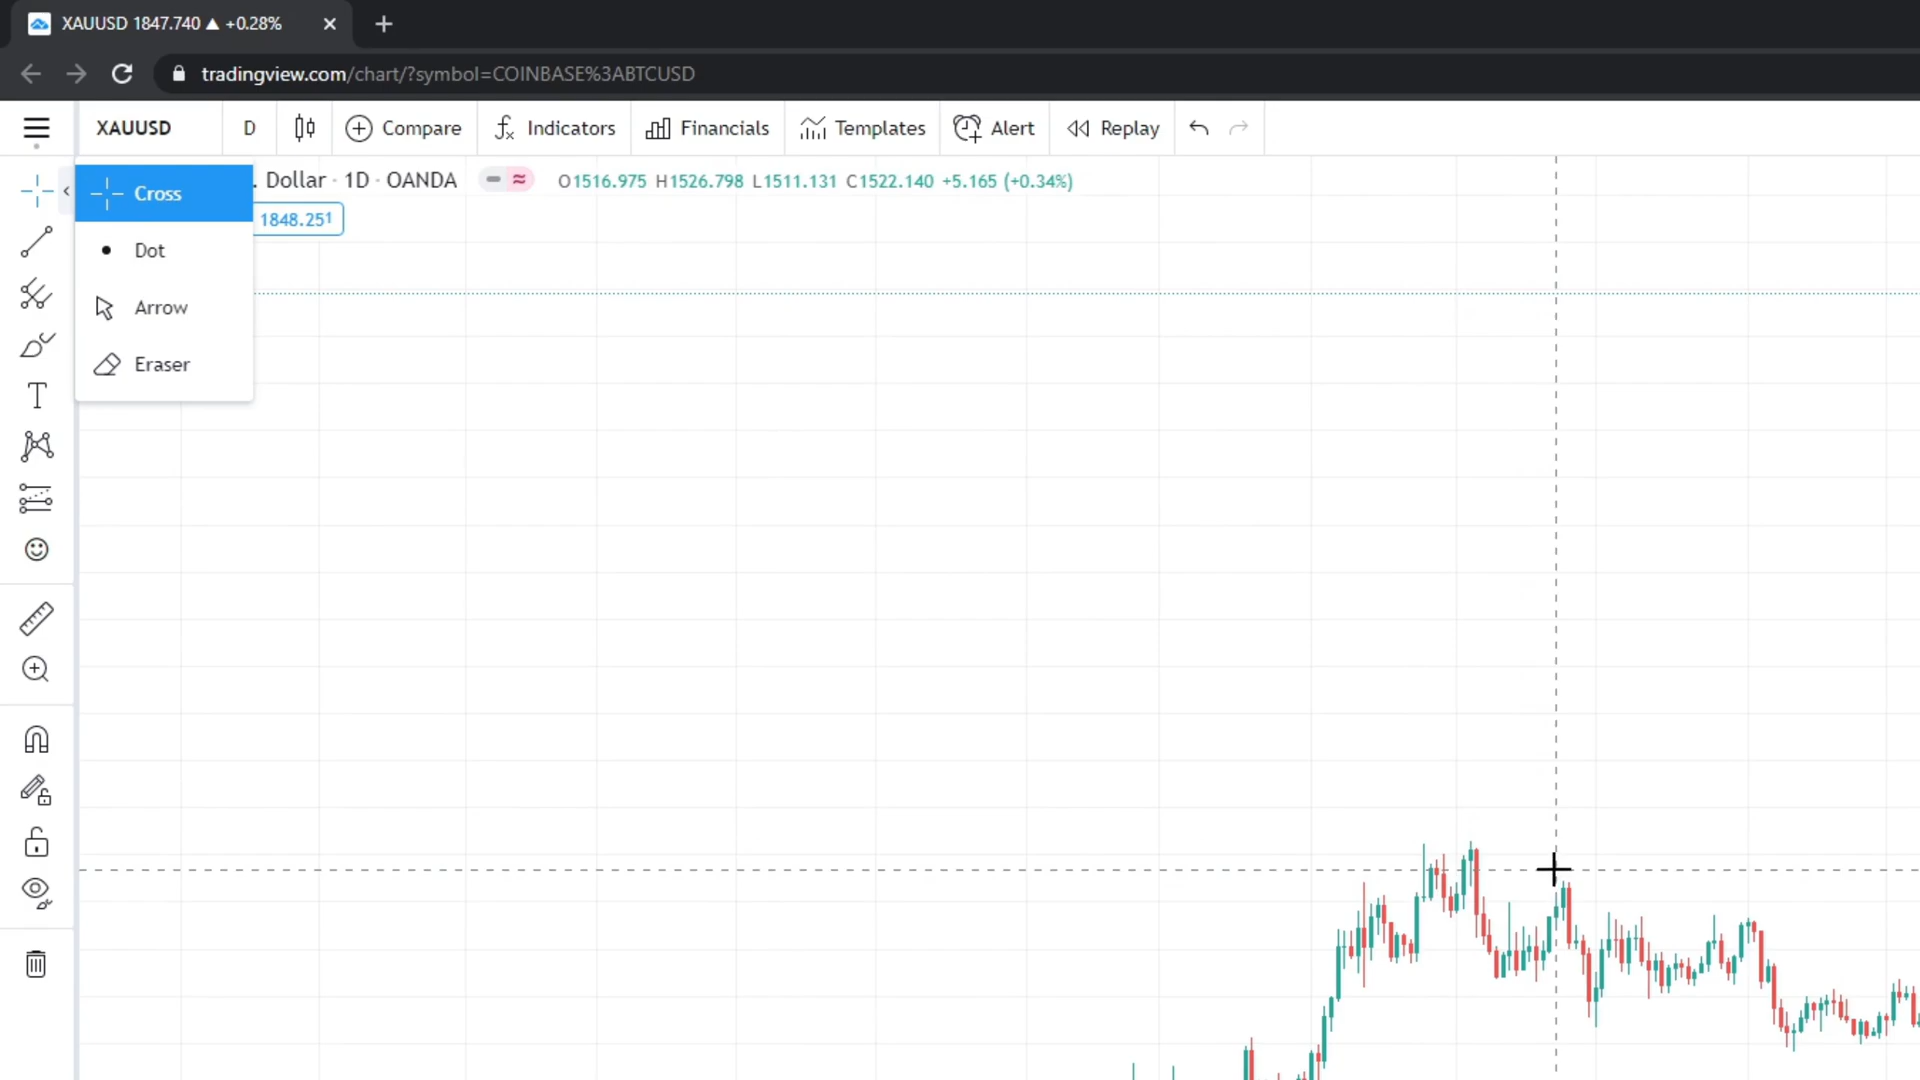 XAUUSD 1847.740 ▲ +0.28%
tradingview.com/chart/?symbol=COINBASE%3ABTCUSD
XAUUSD D Compare Indicators Financials Templates Alert Replay
. Dollar · 1D · OANDA O1516.975 H1526.798 L1511.131 C1522.140 +5.165 (+0.34%)
1848.251
Cross
Dot
Arrow
Eraser